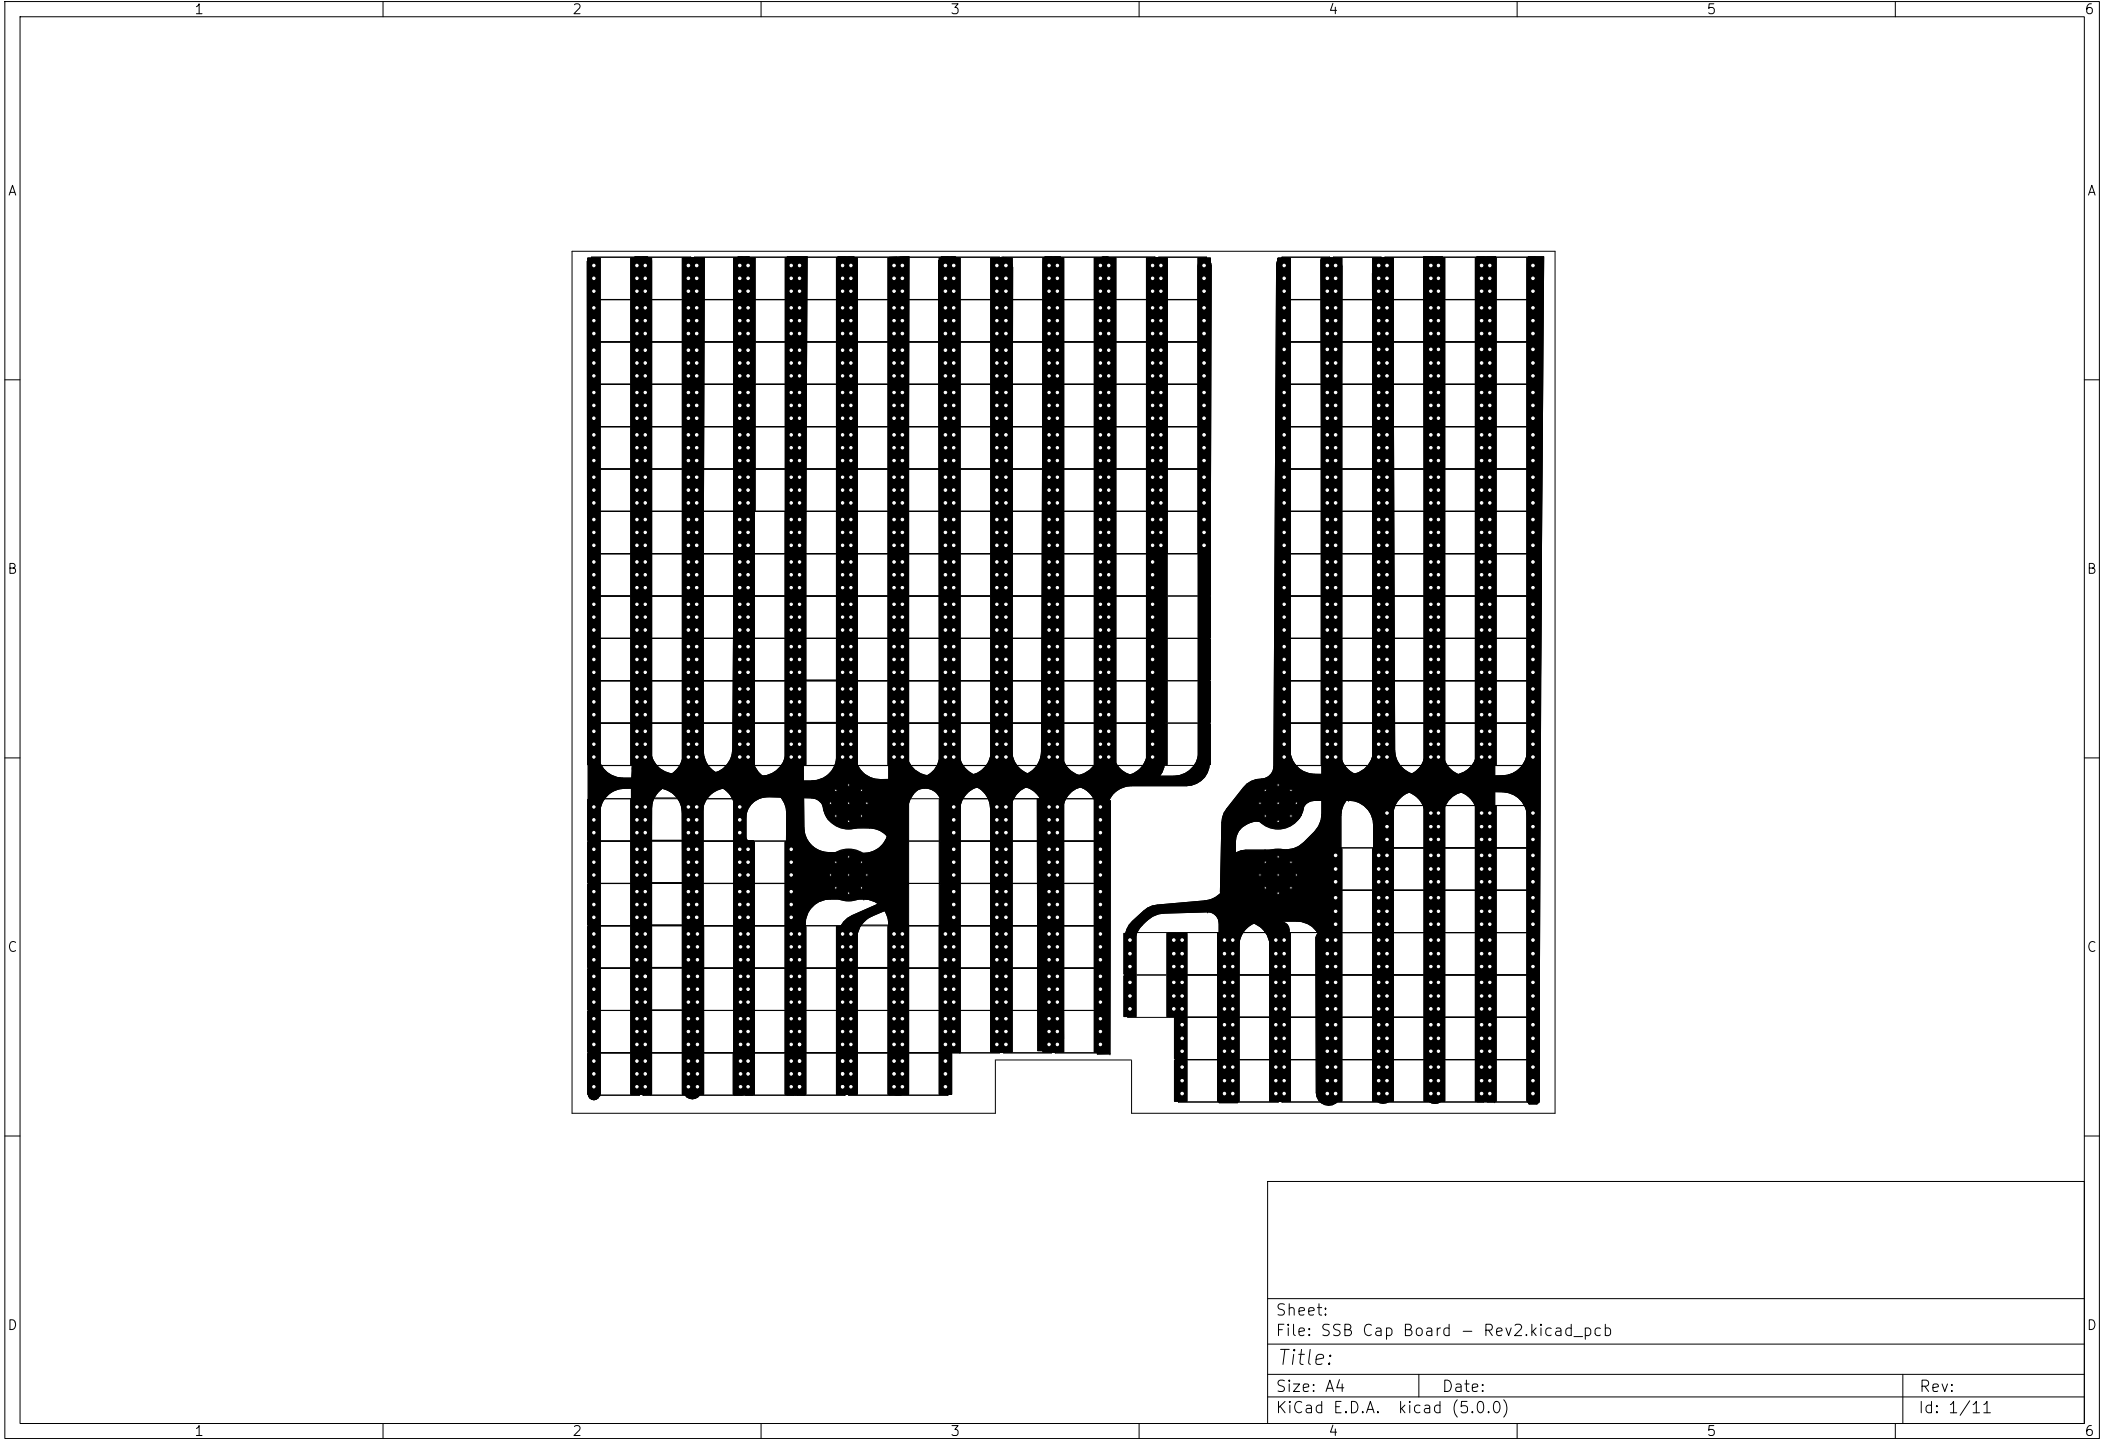 1 2 3 4 5 6
A A
B B
C C
D D
Sheet:
File: SSB Cap Board – Rev2.kicad_pcb
Title:
Size: A4 Date: Rev:
KiCad E.D.A. kicad (5.0.0) Id: 1/11
1 2 3 4 5 6